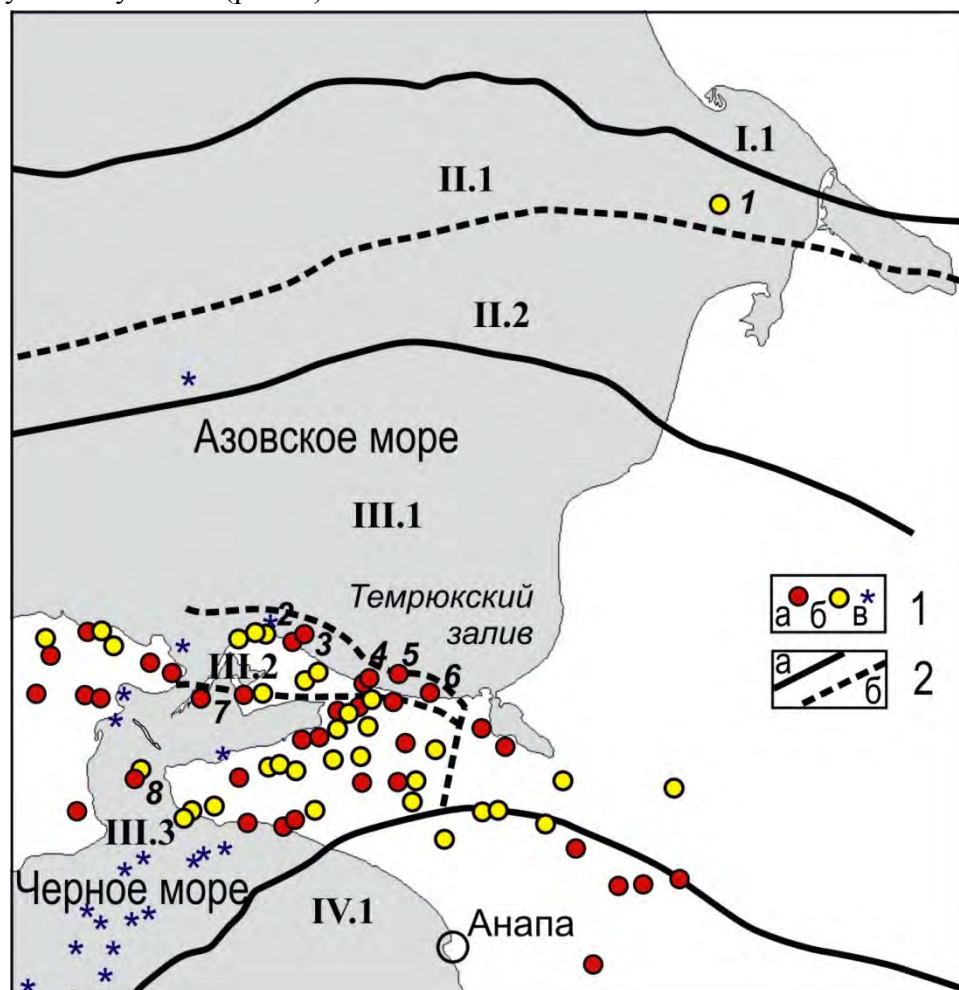 I.1
II.1
1
II.2
Азовское море
III.1
Темрюкский
залив
а б в 1
а б 2
2
3
4 5
6
III.2
7
8
III.3
Черное море
IV.1
Анапа